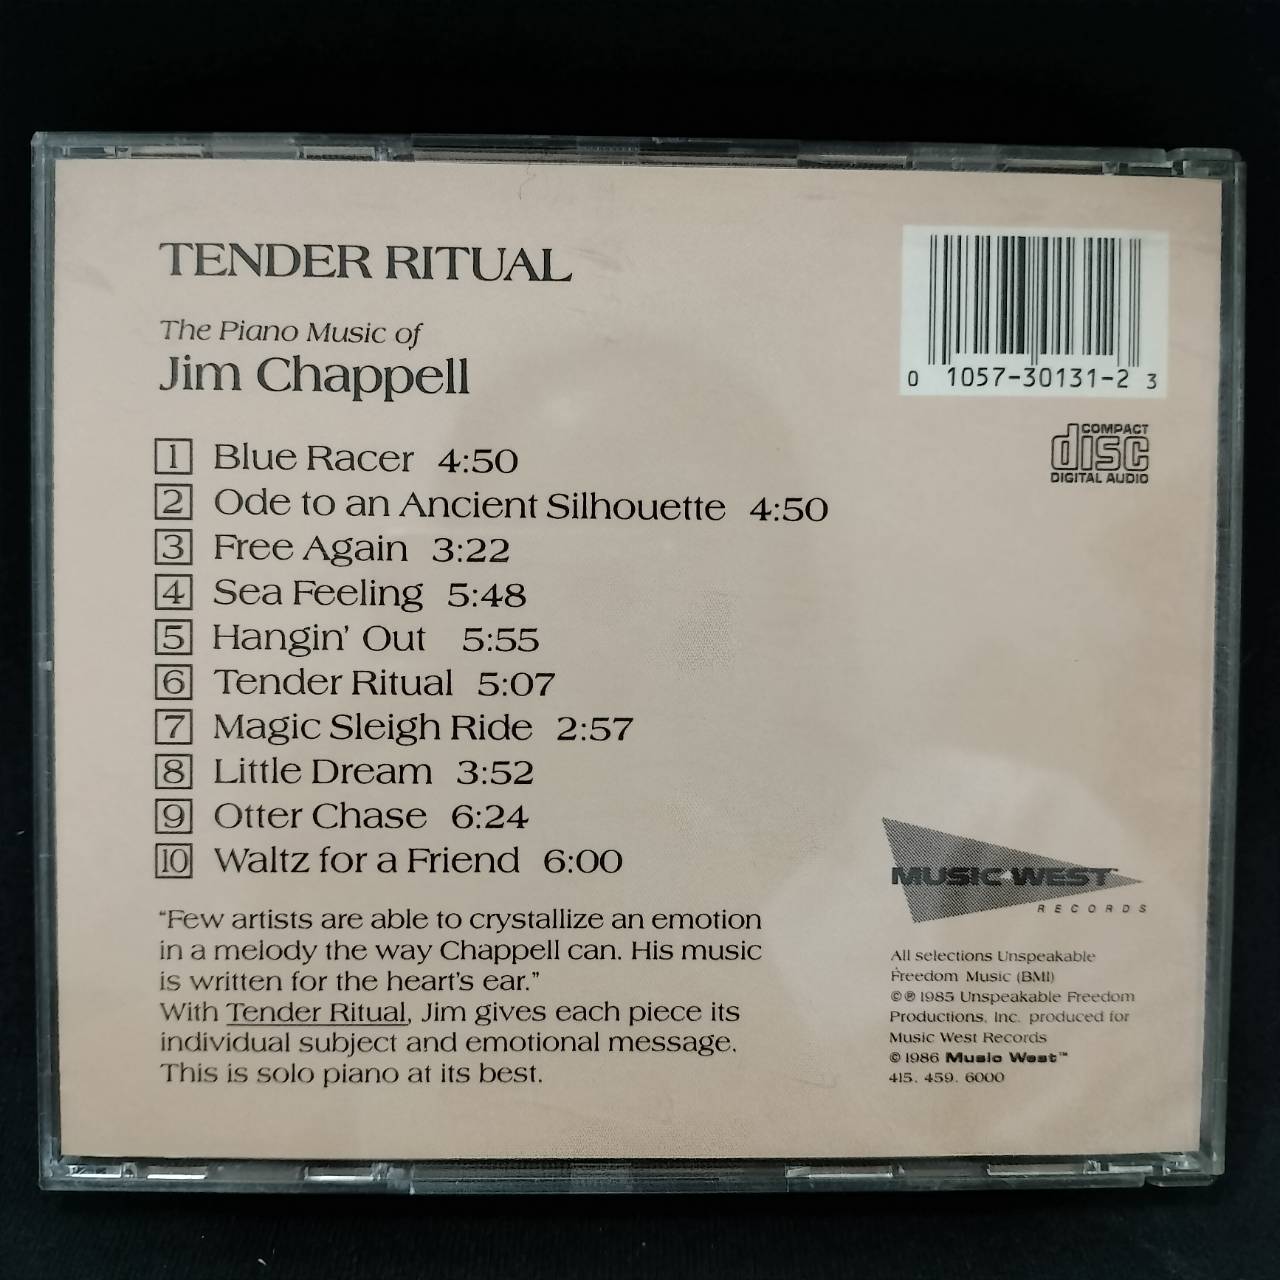 TENDER RITUAL
The Piano Music of
Jim Chappell
1 Blue Racer 4:50
2 Ode to an Ancient Silhouette 4:50
3 Free Again 3:22
4 Sea Feeling 5:48
5 Hangin' Out 5:55
6 Tender Ritual 5:07
7 Magic Sleigh Ride 2:57
8 Little Dream 3:52
9 Otter Chase 6:24
10 Waltz for a Friend 6:00
"Few artists are able to crystallize an emotion
in a melody the way Chappell can. His music
is written for the heart's ear."
With Tender Ritual, Jim gives each piece its
individual subject and emotional message.
This is solo piano at its best.
0 1057-30131-2 3
COMPACT
disc
DIGITAL AUDIO
MUSIC WEST™
RECORDS
All selections Unspeakable
Freedom Music (BMI)
©℗ 1985 Unspeakable Freedom
Productions, Inc. produced for
Music West Records
© 1986 Music West™
415. 459. 6000